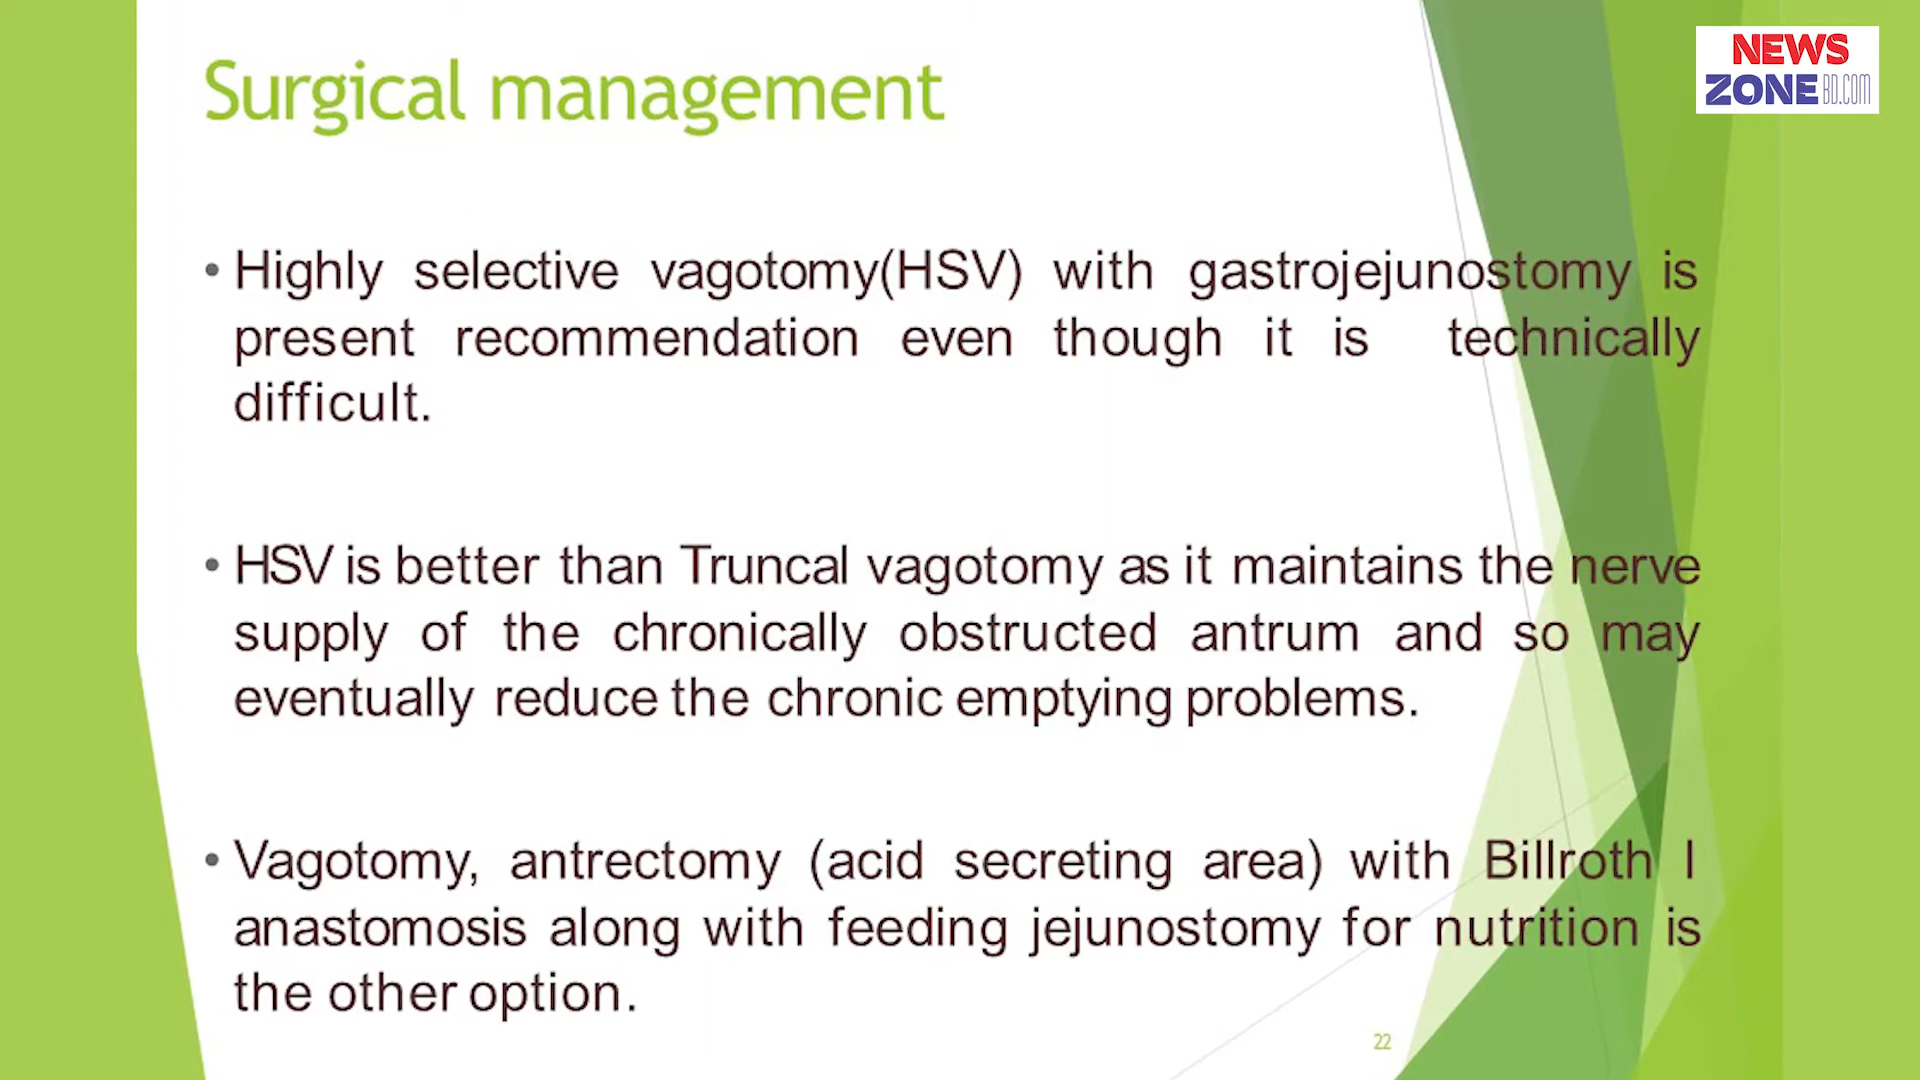 Surgical management
NEWS
ZONE BD.COM
• Highly selective vagotomy(HSV) with gastrojejunostomy is
present recommendation even though it is technically
difficult.
• HSV is better than Truncal vagotomy as it maintains the nerve
supply of the chronically obstructed antrum and so may
eventually reduce the chronic emptying problems.
• Vagotomy, antrectomy (acid secreting area) with Billroth I
anastomosis along with feeding jejunostomy for nutrition is
the other option.
22